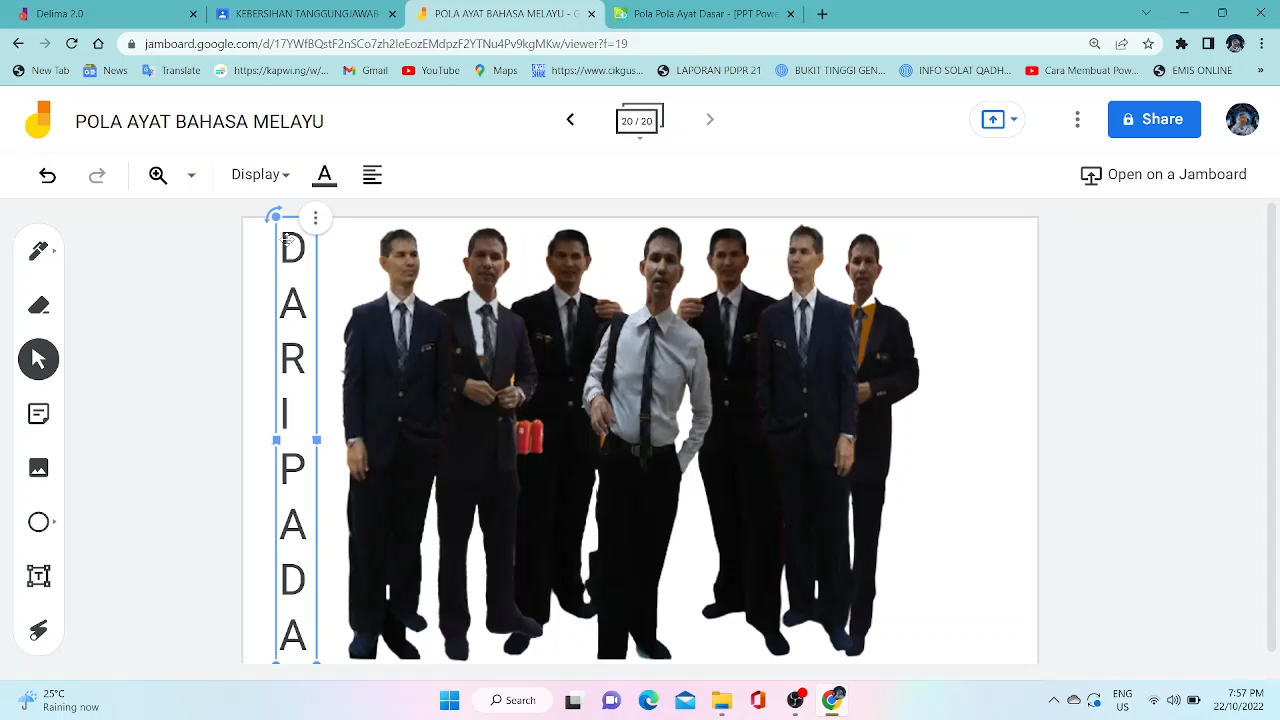 Delima 2.0
KEBERSIHAN TANGGUNGJAWAB
POLA AYAT BAHASA MELAYU - G
Pola Pola Ayat Dasar - [PPT Powe
jamboard.google.com/d/17YWfBQstF2nSCo7zh2IeEozEMdpzF2YTNu4Pv9kgMKw/viewer?f=19
New Tab
News
Translate
https://kapwi.ng/w...
Gmail
YouTube
Maps
https://www.cikgus...
LAPORAN PDPR 21
BUKIT TINGGI GEN...
INFO SOLAT QADH...
Cara Membuat Pow...
EMIS ONLINE
POLA AYAT BAHASA MELAYU
20 / 20
Share
Display
A
Open on a Jamboard
D
A
R
I
P
A
D
A
T
25°C
Raining now
Search
ENG
US
7:57 PM
22/10/2022